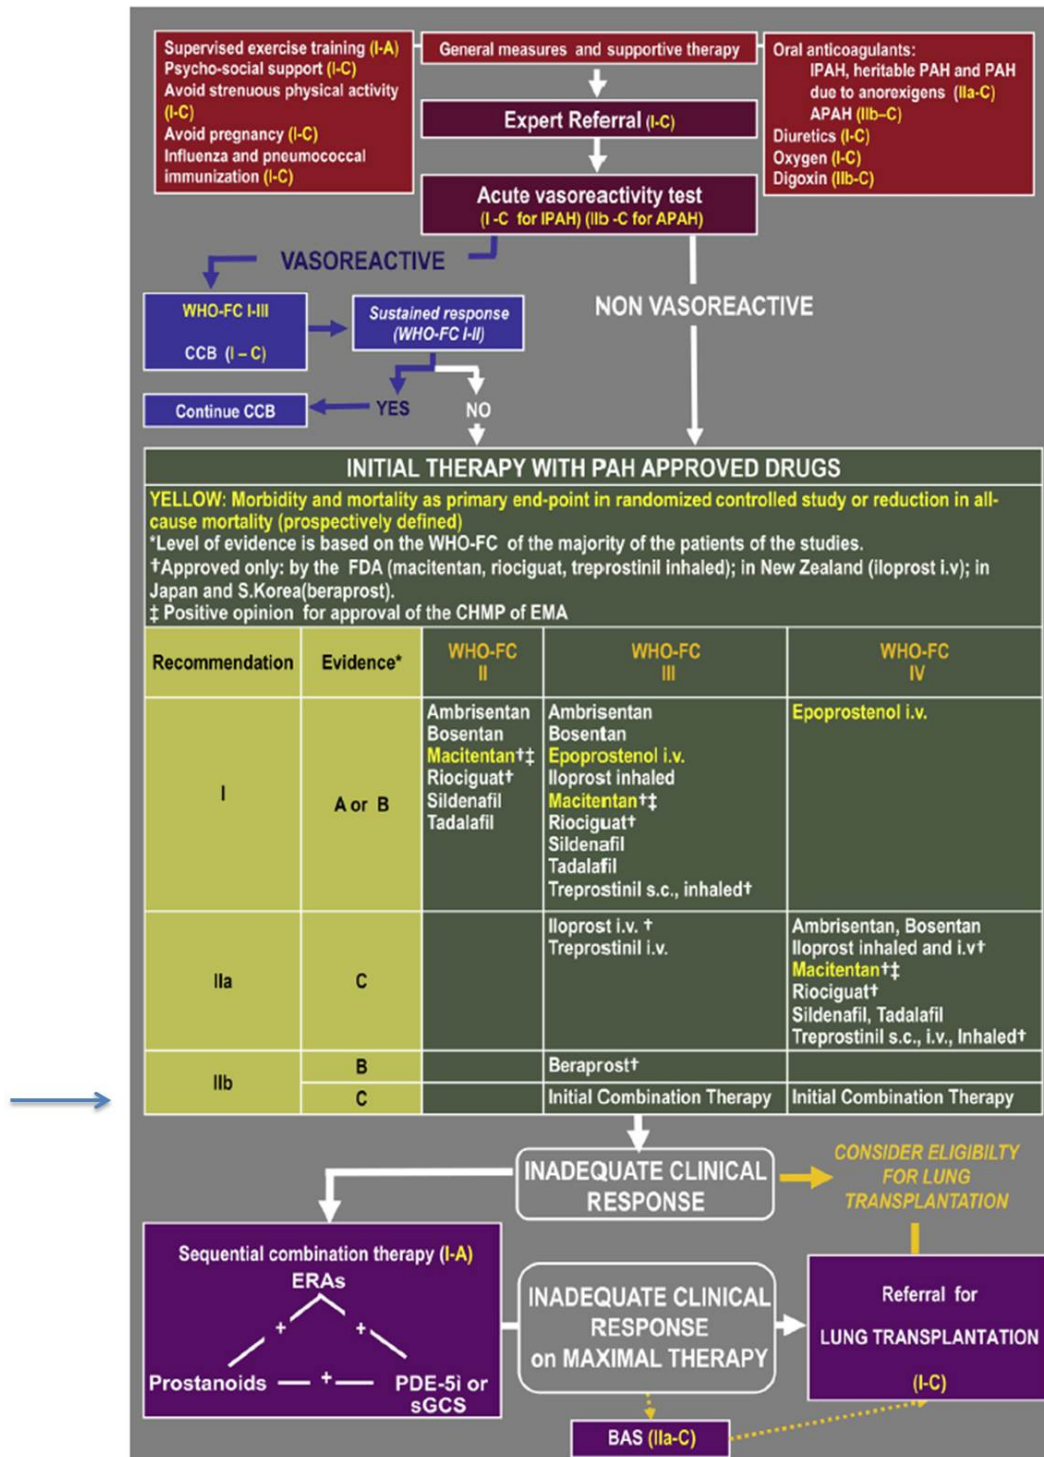 Supervised exercise training (I-A)
Psycho-social support (I-C)
Avoid strenuous physical activity
(I-C)
Avoid pregnancy (I-C)
Influenza and pneumococcal
immunization (I-C)
General measures and supportive therapy
Expert Referral (I-C)
Acute vasoreactivity test
(I -C for IPAH) (IIb -C for APAH)
Oral anticoagulants:
IPAH, heritable PAH and PAH
due to anorexigens (IIa-C)
APAH (IIb–C)
Diuretics (I-C)
Oxygen (I-C)
Digoxin (IIb-C)
VASOREACTIVE
NON VASOREACTIVE
WHO-FC I-III
CCB (I – C)
Sustained response
(WHO-FC I-II)
YES
NO
Continue CCB
INITIAL THERAPY WITH PAH APPROVED DRUGS
YELLOW: Morbidity and mortality as primary end-point in randomized controlled study or reduction in all-
cause mortality (prospectively defined)
*Level of evidence is based on the WHO-FC of the majority of the patients of the studies.
†Approved only: by the FDA (macitentan, riociguat, treprostinil inhaled); in New Zealand (iloprost i.v); in
Japan and S.Korea(beraprost).
‡ Positive opinion for approval of the CHMP of EMA
Recommendation
Evidence*
WHO-FC
II
WHO-FC
III
WHO-FC
IV
I
A or B
Ambrisentan
Bosentan
Macitentan†‡
Riociguat†
Sildenafil
Tadalafil
Ambrisentan
Bosentan
Epoprostenol i.v.
Iloprost inhaled
Macitentan†‡
Riociguat†
Sildenafil
Tadalafil
Treprostinil s.c., inhaled†
Epoprostenol i.v.
IIa
C
Iloprost i.v. †
Treprostinil i.v.
Ambrisentan, Bosentan
Iloprost inhaled and i.v†
Macitentan†‡
Riociguat†
Sildenafil, Tadalafil
Treprostinil s.c., i.v., Inhaled†
IIb
B
Beraprost†
C
Initial Combination Therapy
Initial Combination Therapy
INADEQUATE CLINICAL
RESPONSE
CONSIDER ELIGIBILTY
FOR LUNG
TRANSPLANTATION
Sequential combination therapy (I-A)
ERAs
+
+
Prostanoids
+
PDE-5i or
sGCS
INADEQUATE CLINICAL
RESPONSE
on MAXIMAL THERAPY
Referral for
LUNG TRANSPLANTATION
(I-C)
BAS (IIa-C)